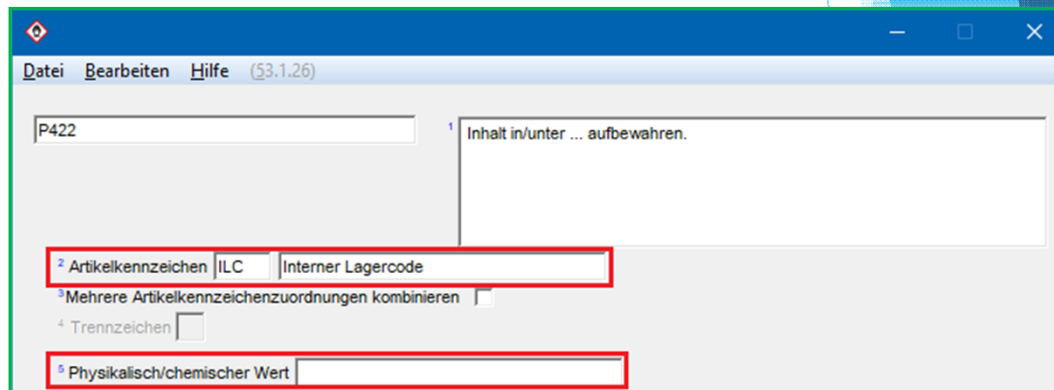 Datei Bearbeiten Hilfe (53.1.26)
P422
1 Inhalt in/unter ... aufbewahren.
2 Artikelkennzeichen ILC Interner Lagercode
3 Mehrere Artikelkennzeichenzuordnungen kombinieren
4 Trennzeichen
5 Physikalisch/chemischer Wert